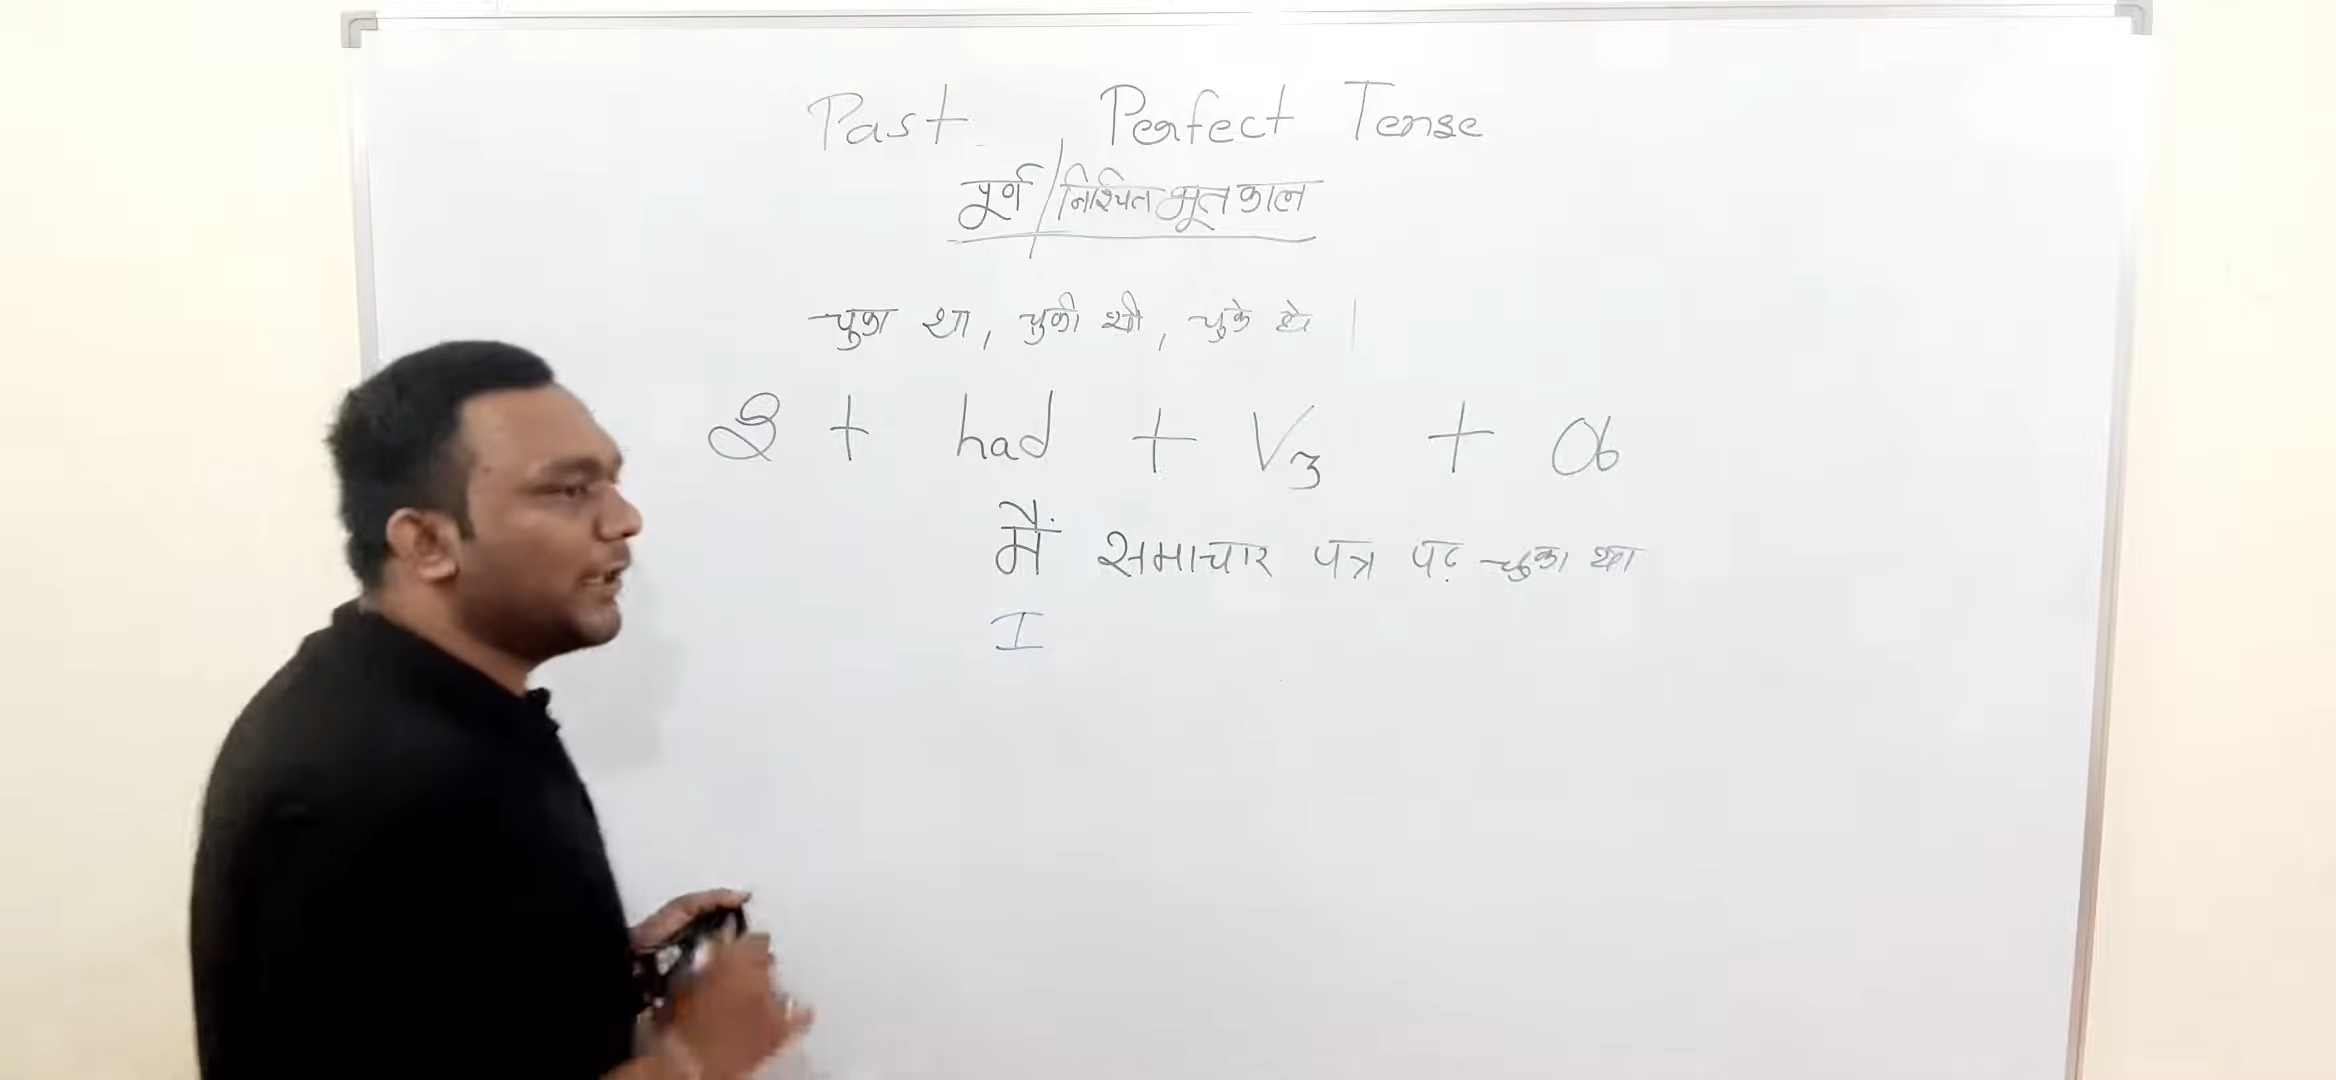 Past Perfect Tense
पूर्ण / निश्चित भूतकाल
चुका था, चुकी थी, चुके थे |
S + had + V3 + Ob
मैं समाचार पत्र पढ़ चुका था
I